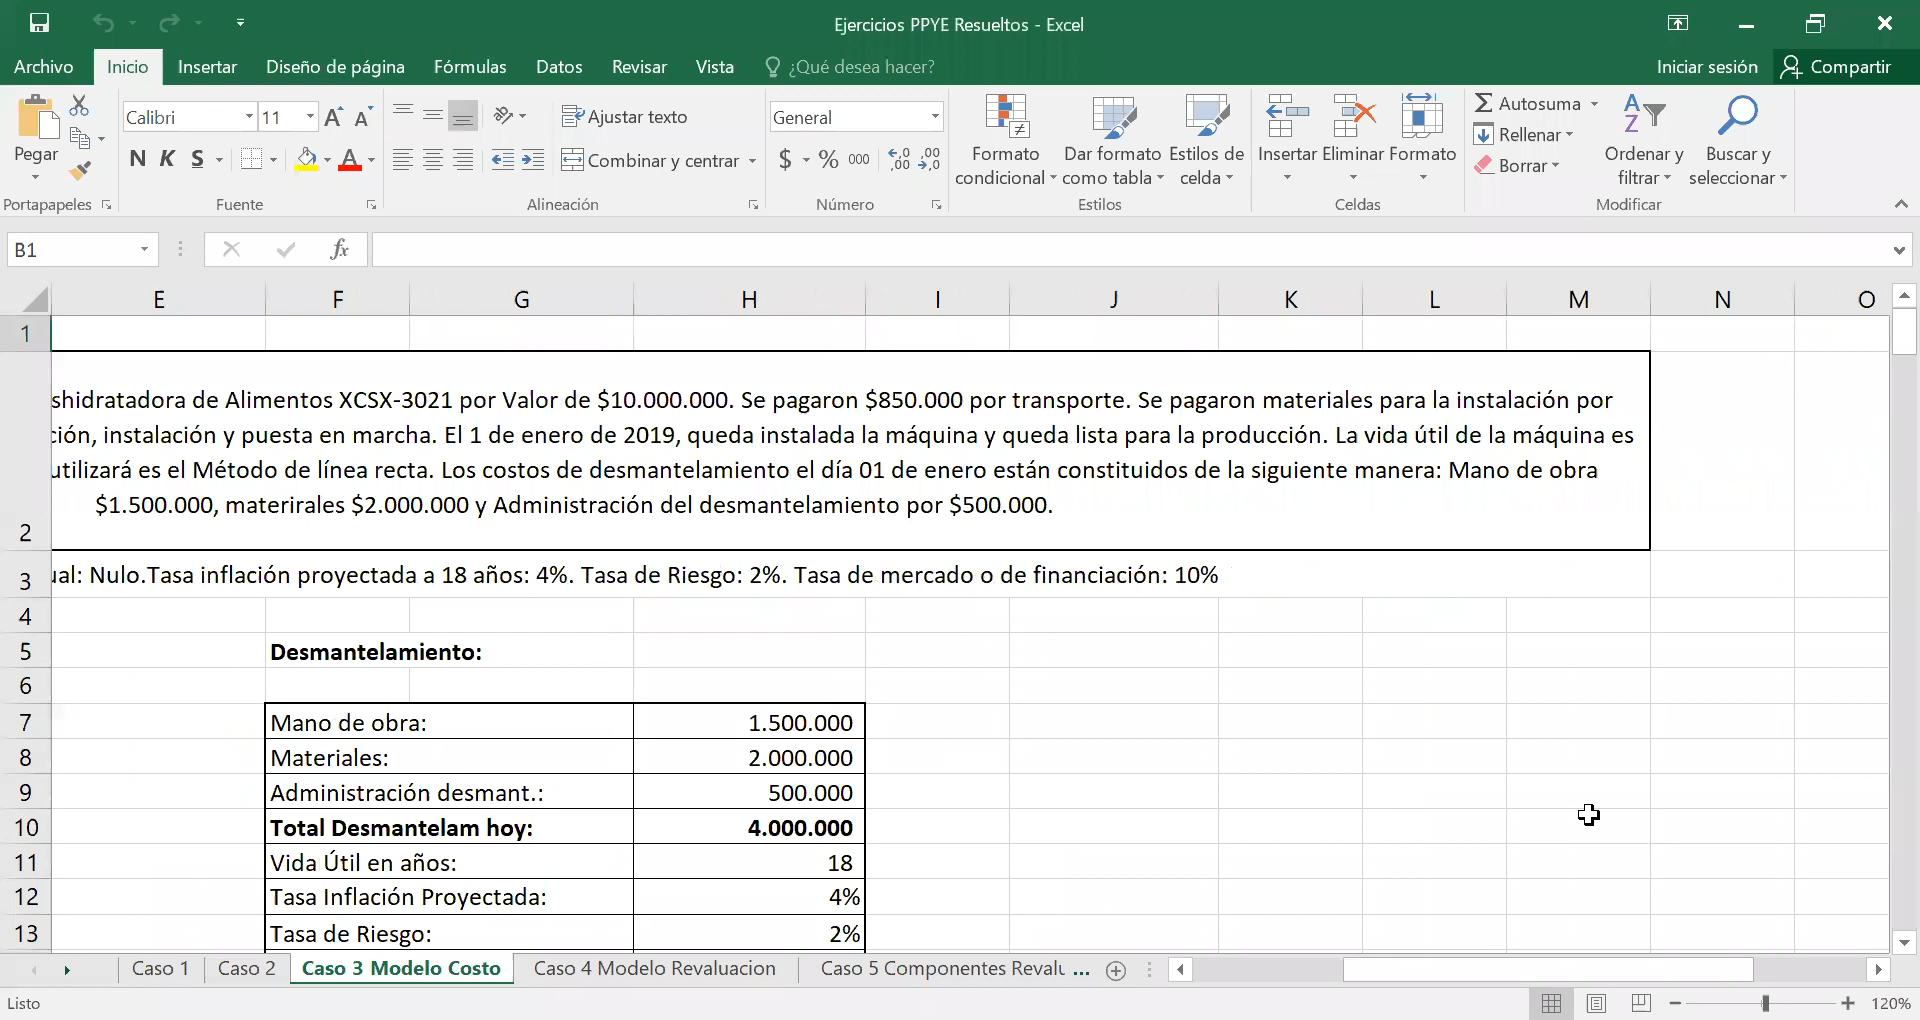 Ejercicios PPYE Resueltos - Excel
Archivo Inicio Insertar Diseño de página Fórmulas Datos Revisar Vista ¿Qué desea hacer? Iniciar sesión Compartir
Pegar
Portapapeles
Calibri 11
N K S
Fuente
Ajustar texto
Combinar y centrar
Alineación
General
$ % 000
Número
Formato condicional
Dar formato como tabla
Estilos de celda
Estilos
Insertar Eliminar Formato
Celdas
Autosuma
Rellenar
Borrar
Ordenar y filtrar
Buscar y seleccionar
Modificar
B1 fx
E F G H I J K L M N O
1
shidratadora de Alimentos XCSX-3021 por Valor de $10.000.000. Se pagaron $850.000 por transporte. Se pagaron materiales para la instalación por
ción, instalación y puesta en marcha. El 1 de enero de 2019, queda instalada la máquina y queda lista para la producción. La vida útil de la máquina es
utilizará es el Método de línea recta. Los costos de desmantelamiento el día 01 de enero están constituidos de la siguiente manera: Mano de obra
$1.500.000, materirales $2.000.000 y Administración del desmantelamiento por $500.000.
2
3 ual: Nulo.Tasa inflación proyectada a 18 años: 4%. Tasa de Riesgo: 2%. Tasa de mercado o de financiación: 10%
4
5 Desmantelamiento:
6
7 Mano de obra: 1.500.000
8 Materiales: 2.000.000
9 Administración desmant.: 500.000
10 Total Desmantelam hoy: 4.000.000
11 Vida Útil en años: 18
12 Tasa Inflación Proyectada: 4%
13 Tasa de Riesgo: 2%
Caso 1 Caso 2 Caso 3 Modelo Costo Caso 4 Modelo Revaluacion Caso 5 Componentes Revalu ...
Listo 120%